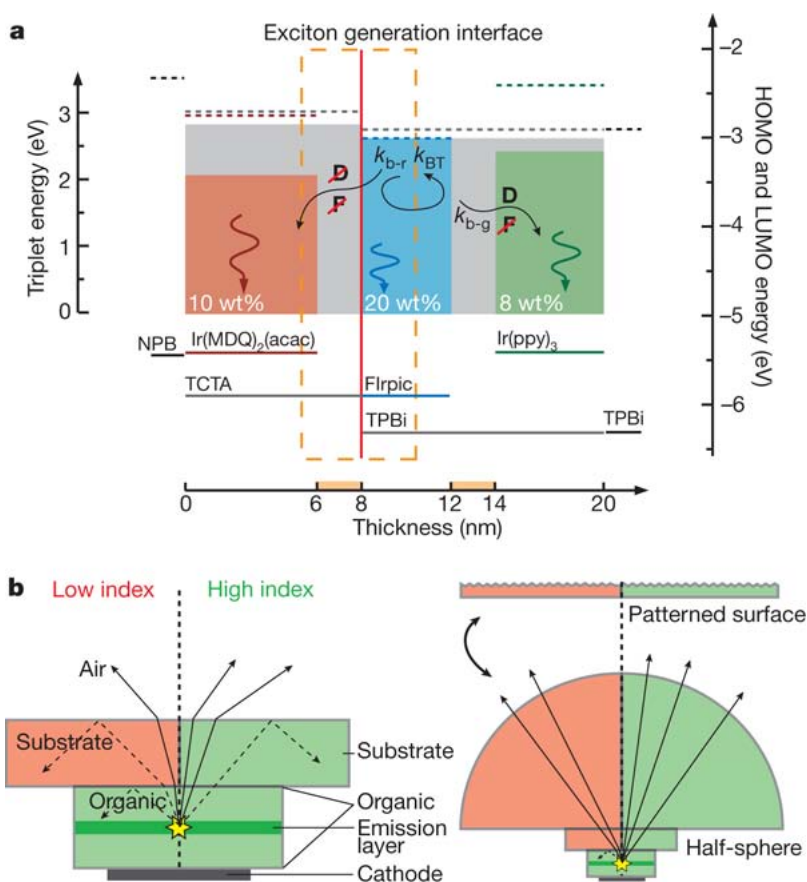 a
Exciton generation interface
Triplet energy (eV)
3
2
1
0
HOMO and LUMO energy (eV)
–2
–3
–4
–5
–6
D
F
k_b-r k_BT
k_b-g
D
F
10 wt%
20 wt%
8 wt%
NPB
Ir(MDQ)₂(acac)
Ir(ppy)₃
TCTA
FIrpic
TPBi
TPBi
0 6 8 12 14 20
Thickness (nm)
b
Low index
High index
Air
Substrate
Substrate
Organic
Organic
Emission
layer
Cathode
Patterned surface
Half-sphere